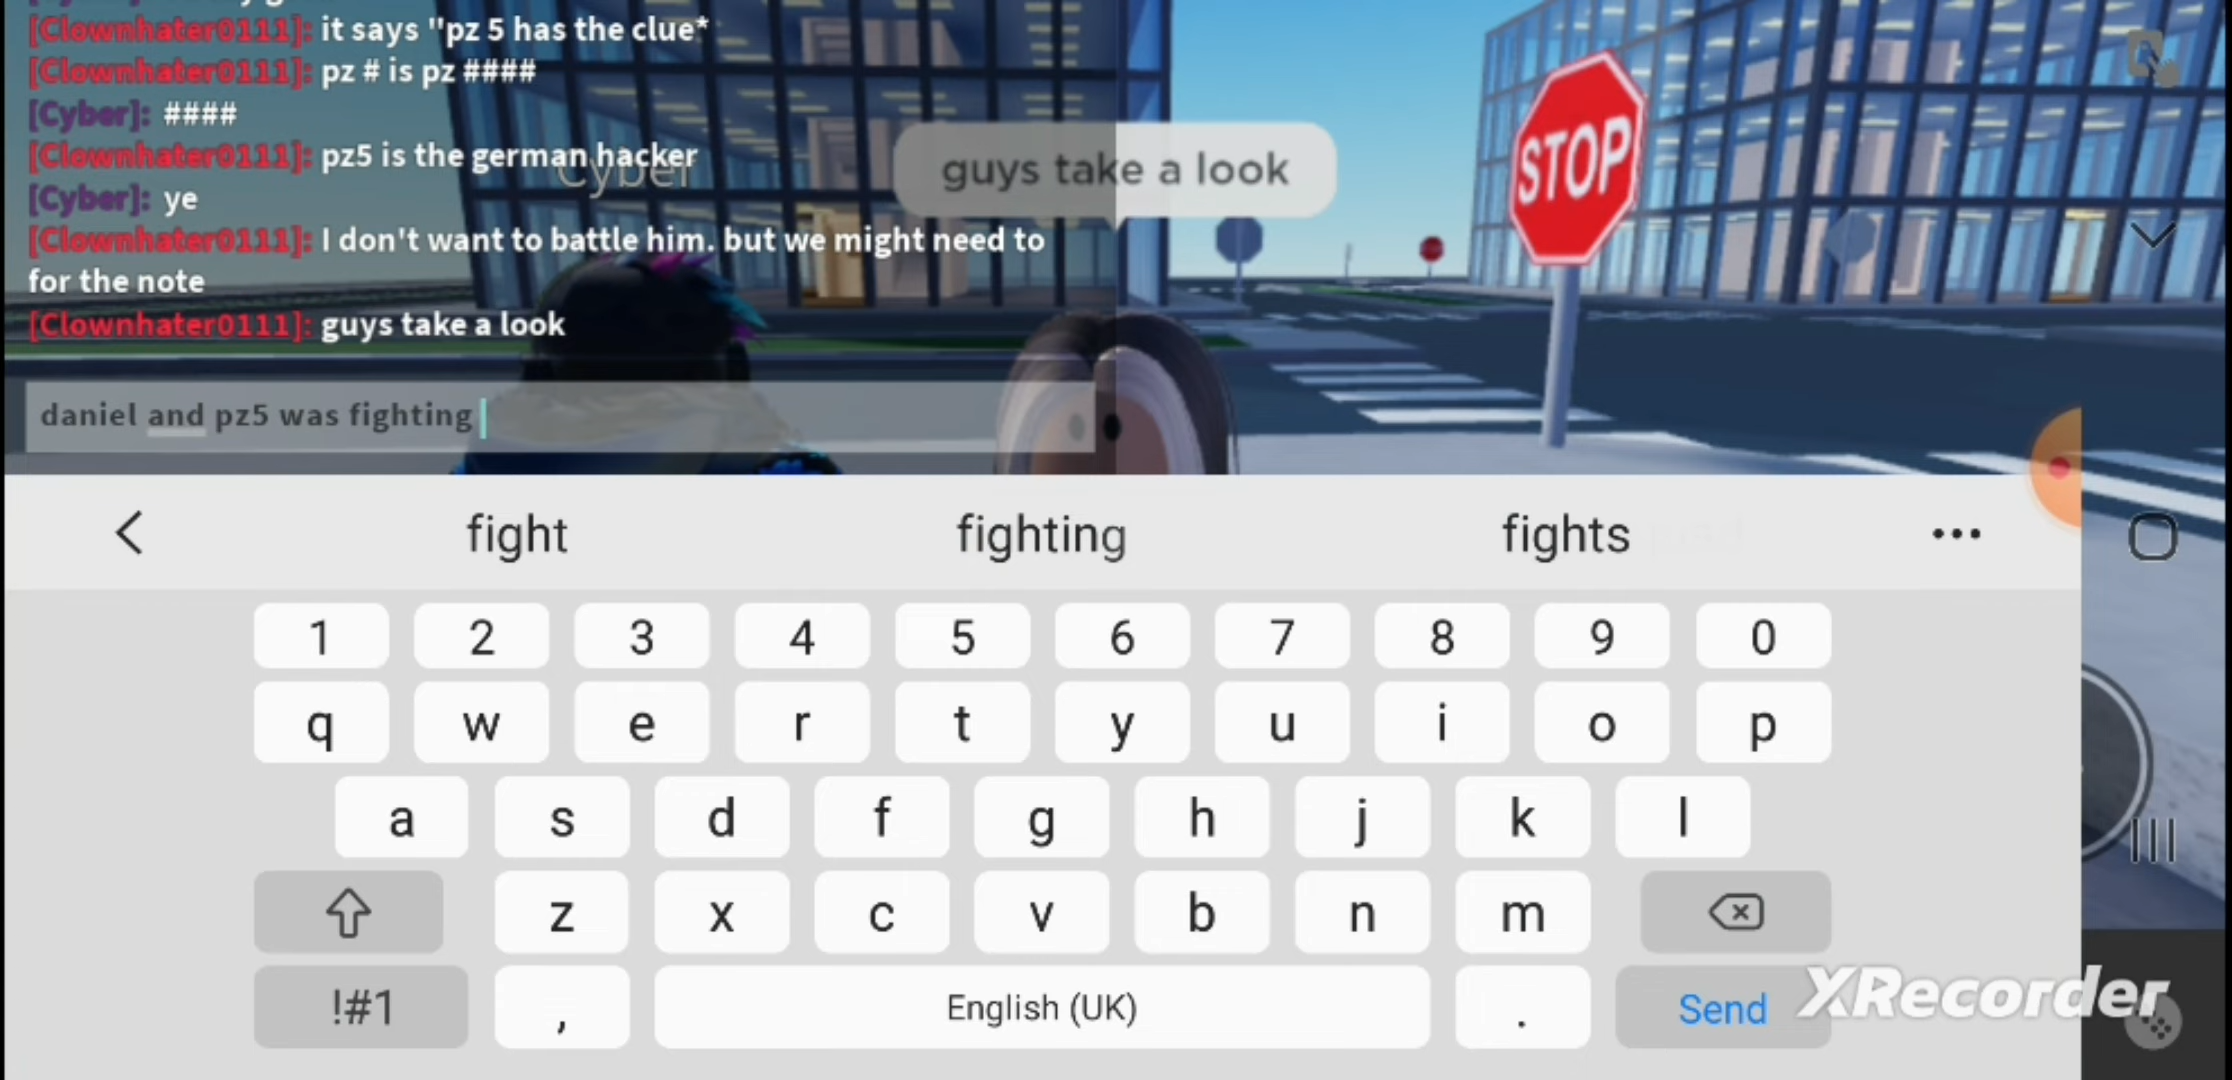 [Clownhater0111]: it says "pz 5 has the clue*
[Clownhater0111]: pz # is pz ####
[Cyber]: ####
[Clownhater0111]: pz5 is the german hacker
Cyber
[Cyber]: ye
[Clownhater0111]: I don't want to battle him. but we might need to
for the note
[Clownhater0111]: guys take a look
guys take a look
STOP
daniel and pz5 was fighting
fight fighting fights
1 2 3 4 5 6 7 8 9 0
q w e r t y u i o p
a s d f g h j k l
z x c v b n m
!#1 , English (UK) . Send
XRecorder